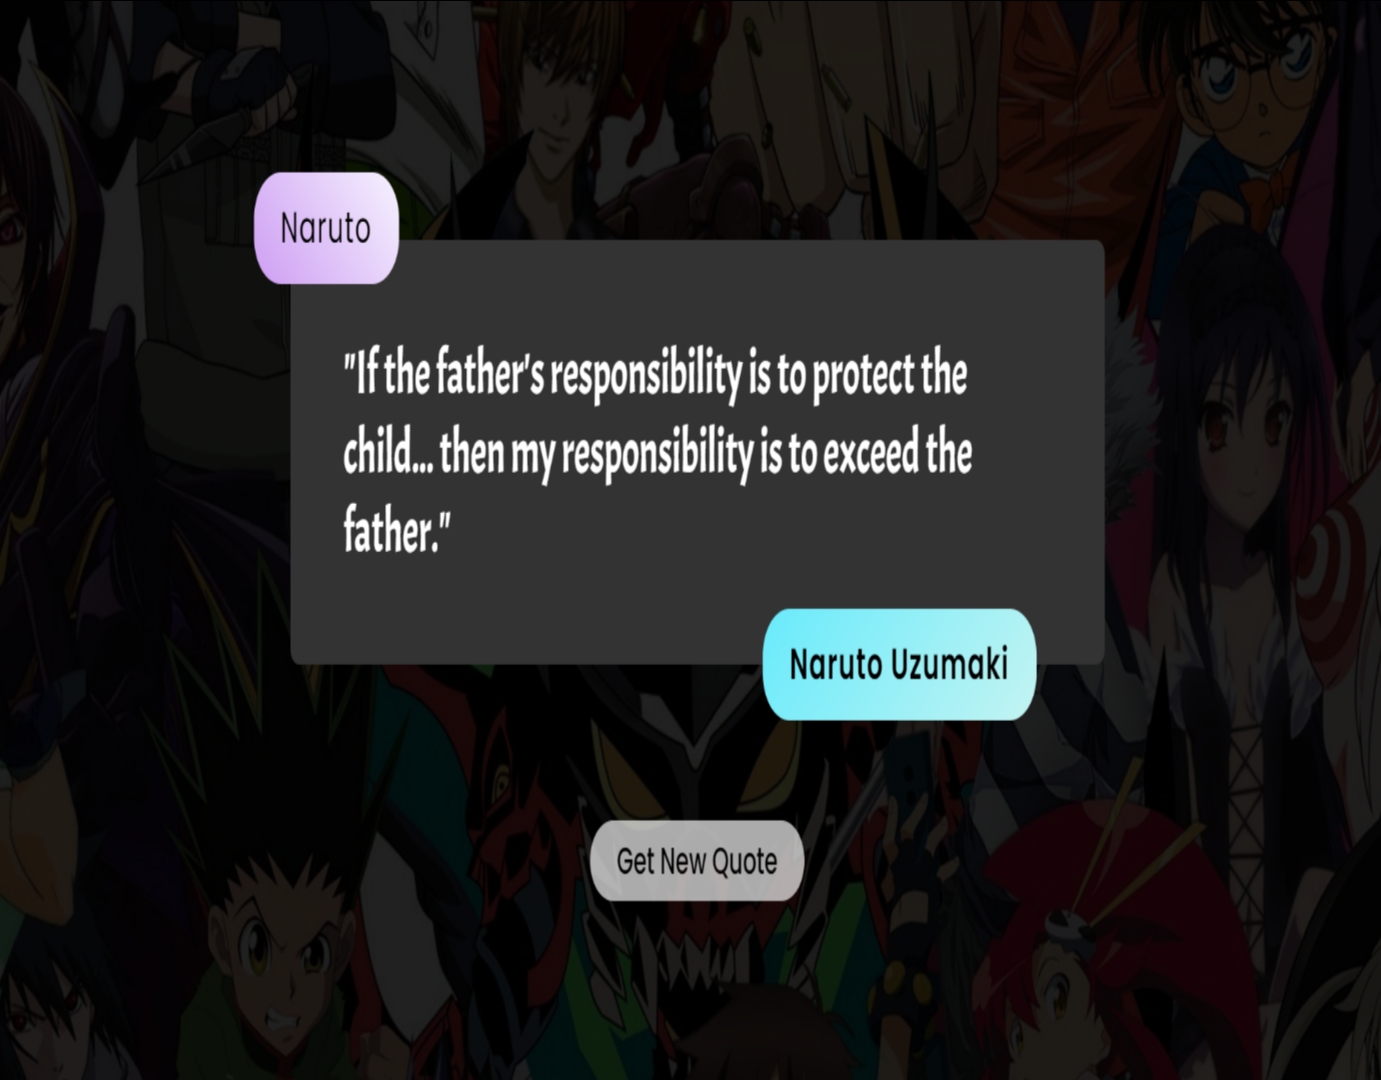 Naruto
"If the father's responsibility is to protect the
child... then my responsibility is to exceed the
father."
Naruto Uzumaki
Get New Quote